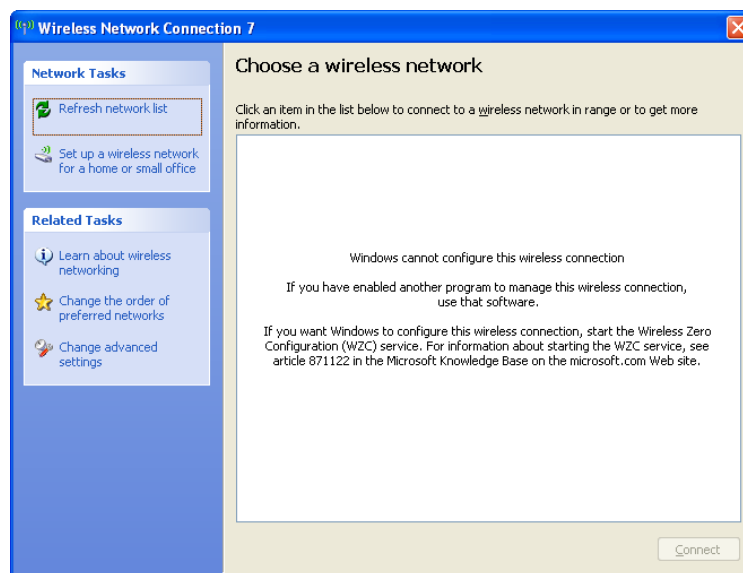 Wireless Network Connection 7
Network Tasks
Refresh network list
Set up a wireless network
for a home or small office
Related Tasks
Learn about wireless
networking
Change the order of
preferred networks
Change advanced
settings
Choose a wireless network
Click an item in the list below to connect to a wireless network in range or to get more
information.
Windows cannot configure this wireless connection
If you have enabled another program to manage this wireless connection,
use that software.
If you want Windows to configure this wireless connection, start the Wireless Zero
Configuration (WZC) service. For information about starting the WZC service, see
article 871122 in the Microsoft Knowledge Base on the microsoft.com Web site.
Connect